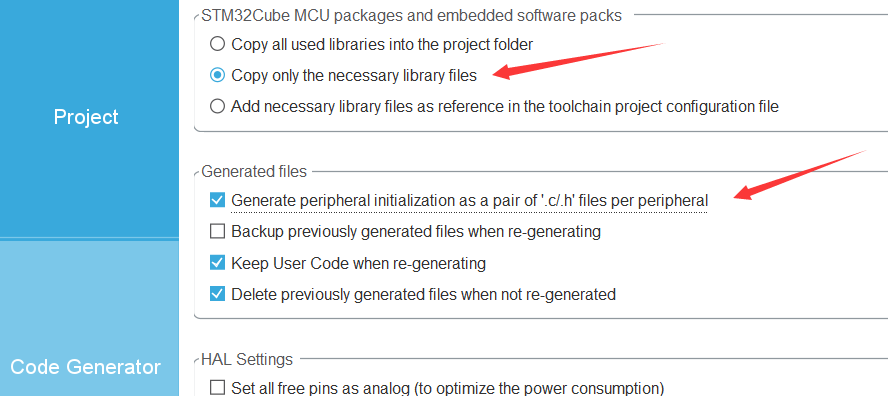 STM32Cube MCU packages and embedded software packs
Copy all used libraries into the project folder
Copy only the necessary library files
Add necessary library files as reference in the toolchain project configuration file
Project
Generated files
Generate peripheral initialization as a pair of '.c/.h' files per peripheral
Backup previously generated files when re-generating
Keep User Code when re-generating
Delete previously generated files when not re-generated
Code Generator
HAL Settings
Set all free pins as analog (to optimize the power consumption)